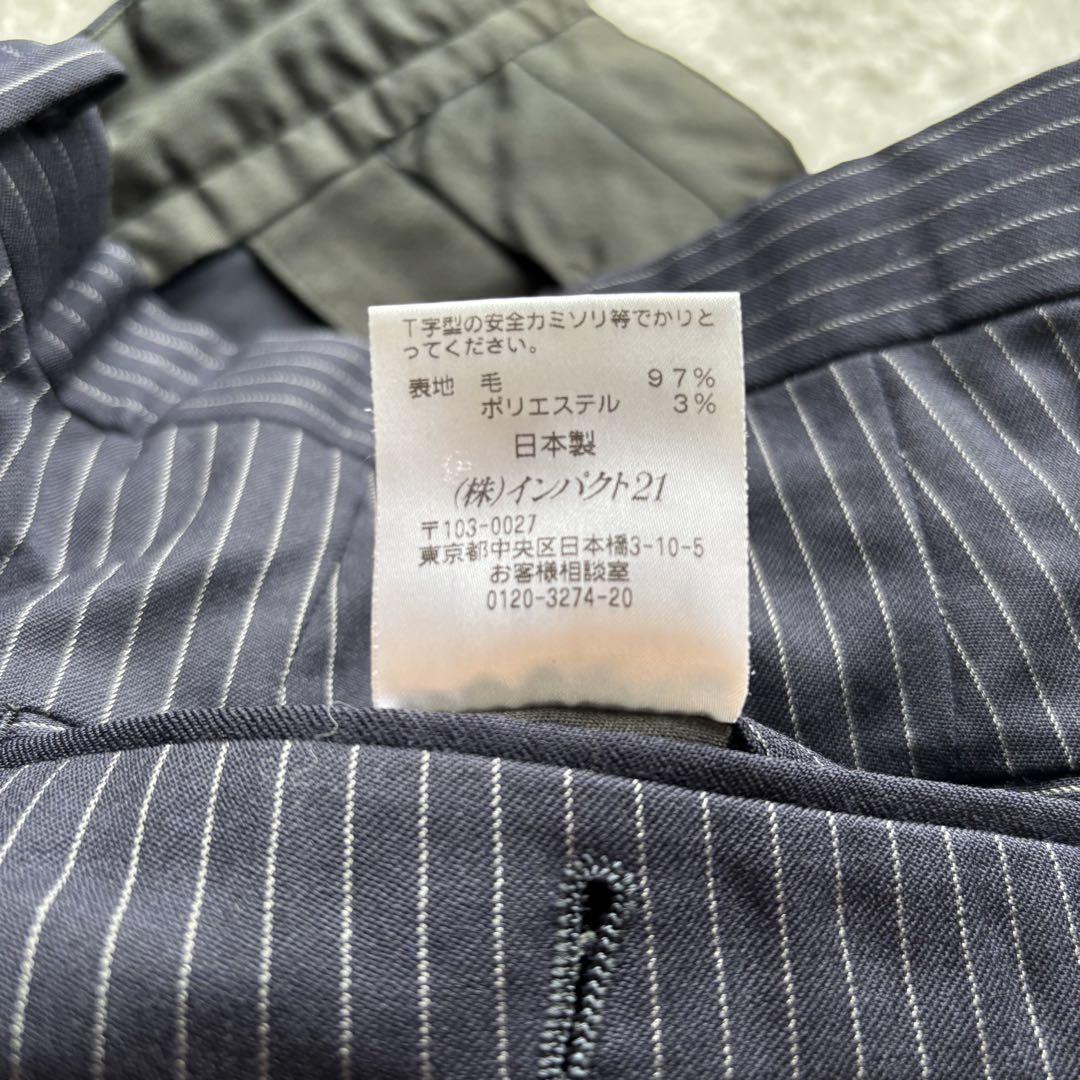 T字型の安全カミソリ等でかりと
ってください。
表地 毛 97%
ポリエステル 3%
日本製
(株)インパクト21
〒103-0027
東京都中央区日本橋3-10-5
お客様相談室
0120-3274-20